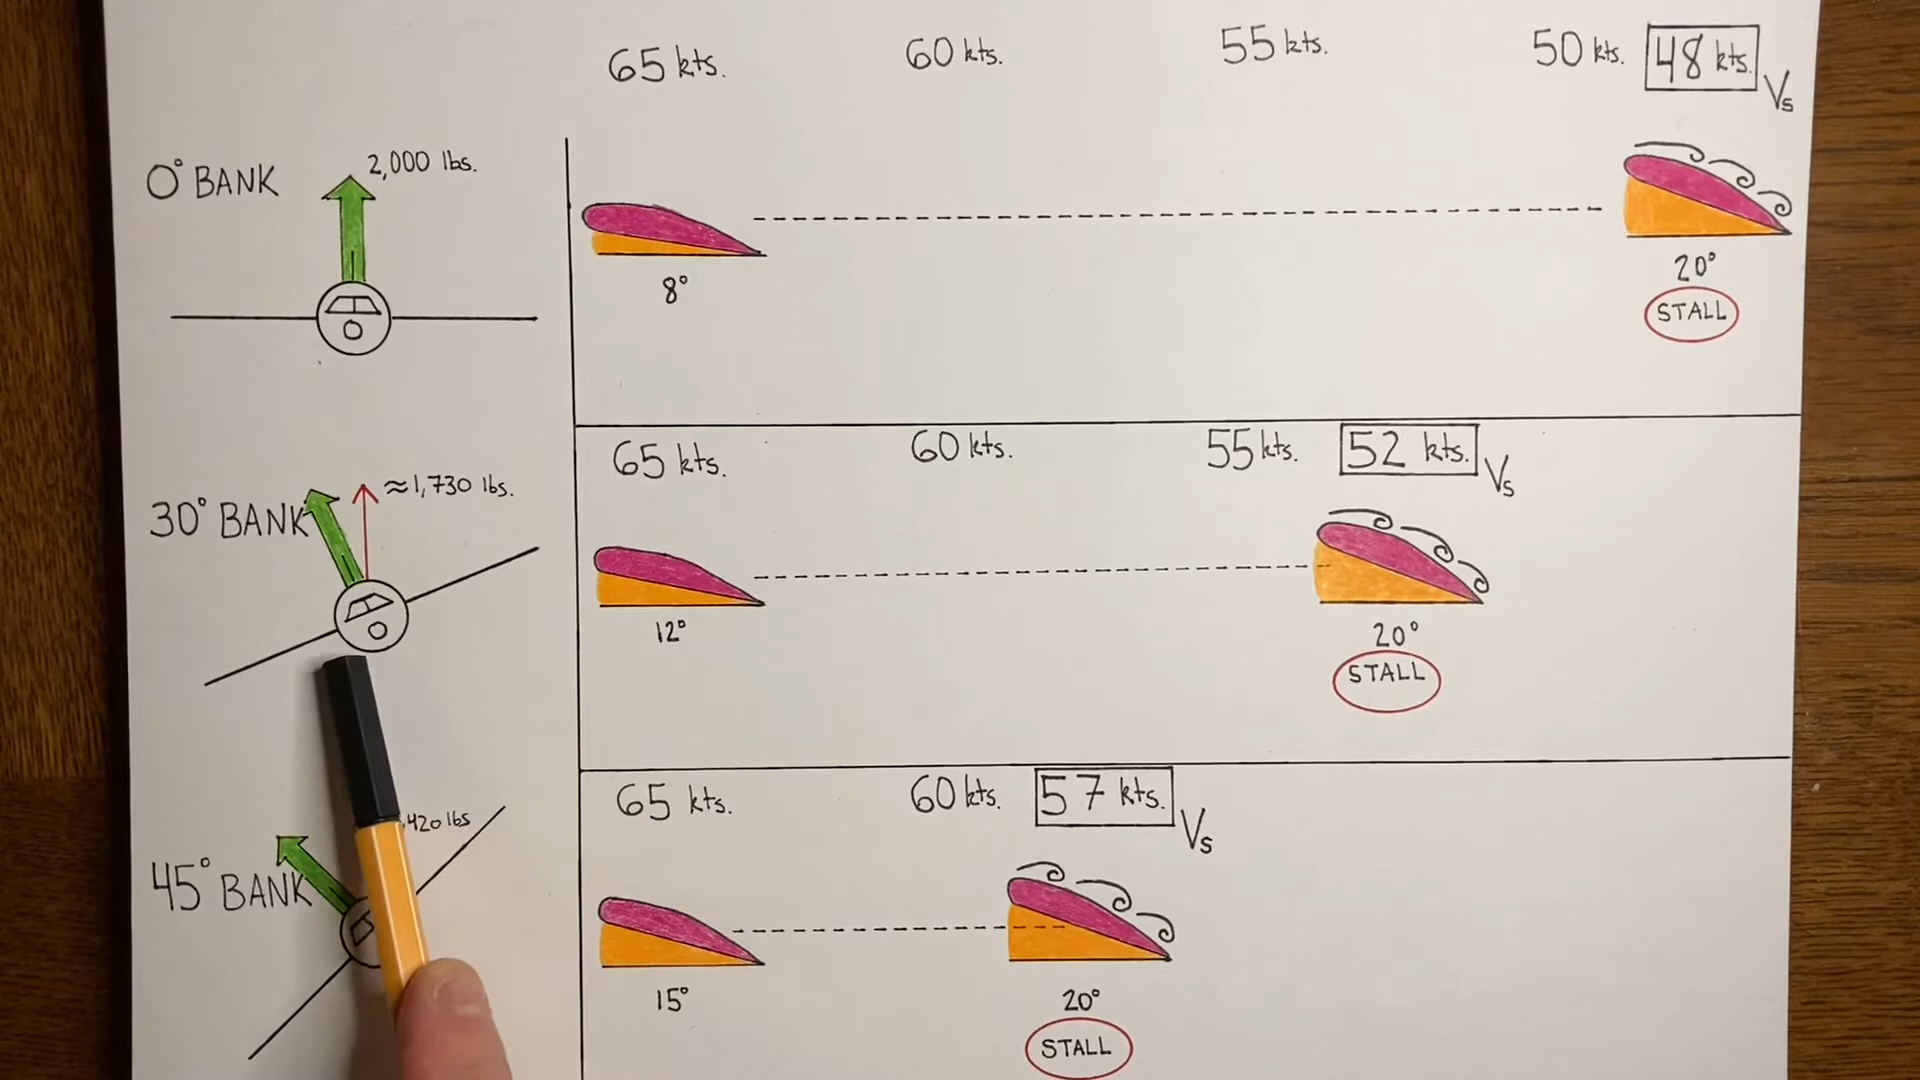 65 kts. 60 kts. 55 kts. 50 kts. 48 kts. Vs
0° BANK 2,000 lbs.
8°
20°
STALL
65 kts. 60 kts. 55 kts. 52 kts. Vs
30° BANK ≈1,730 lbs.
12°
20°
STALL
65 kts. 60 kts. 57 kts. Vs
420 lbs
45° BANK
15°
20°
STALL